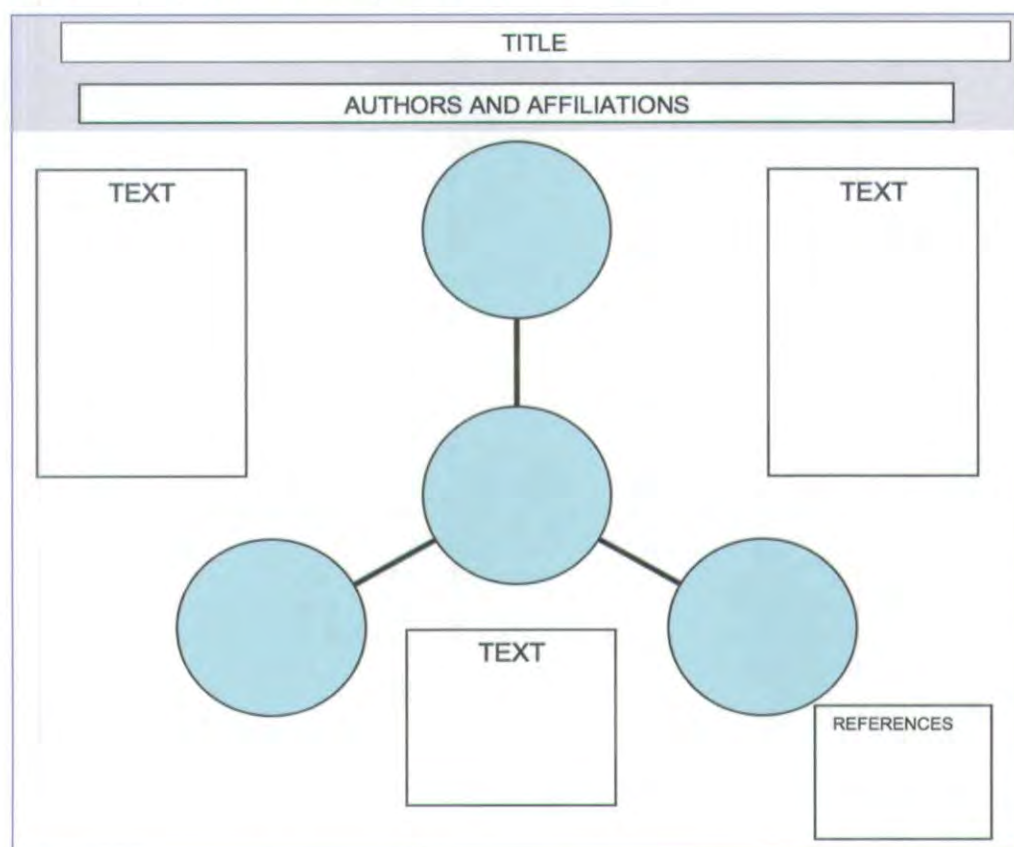 TITLE
AUTHORS AND AFFILIATIONS
TEXT
TEXT
TEXT
REFERENCES